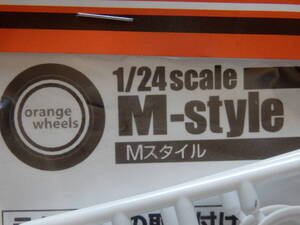 orange
wheels
1/24 scale
M-style
Mスタイル